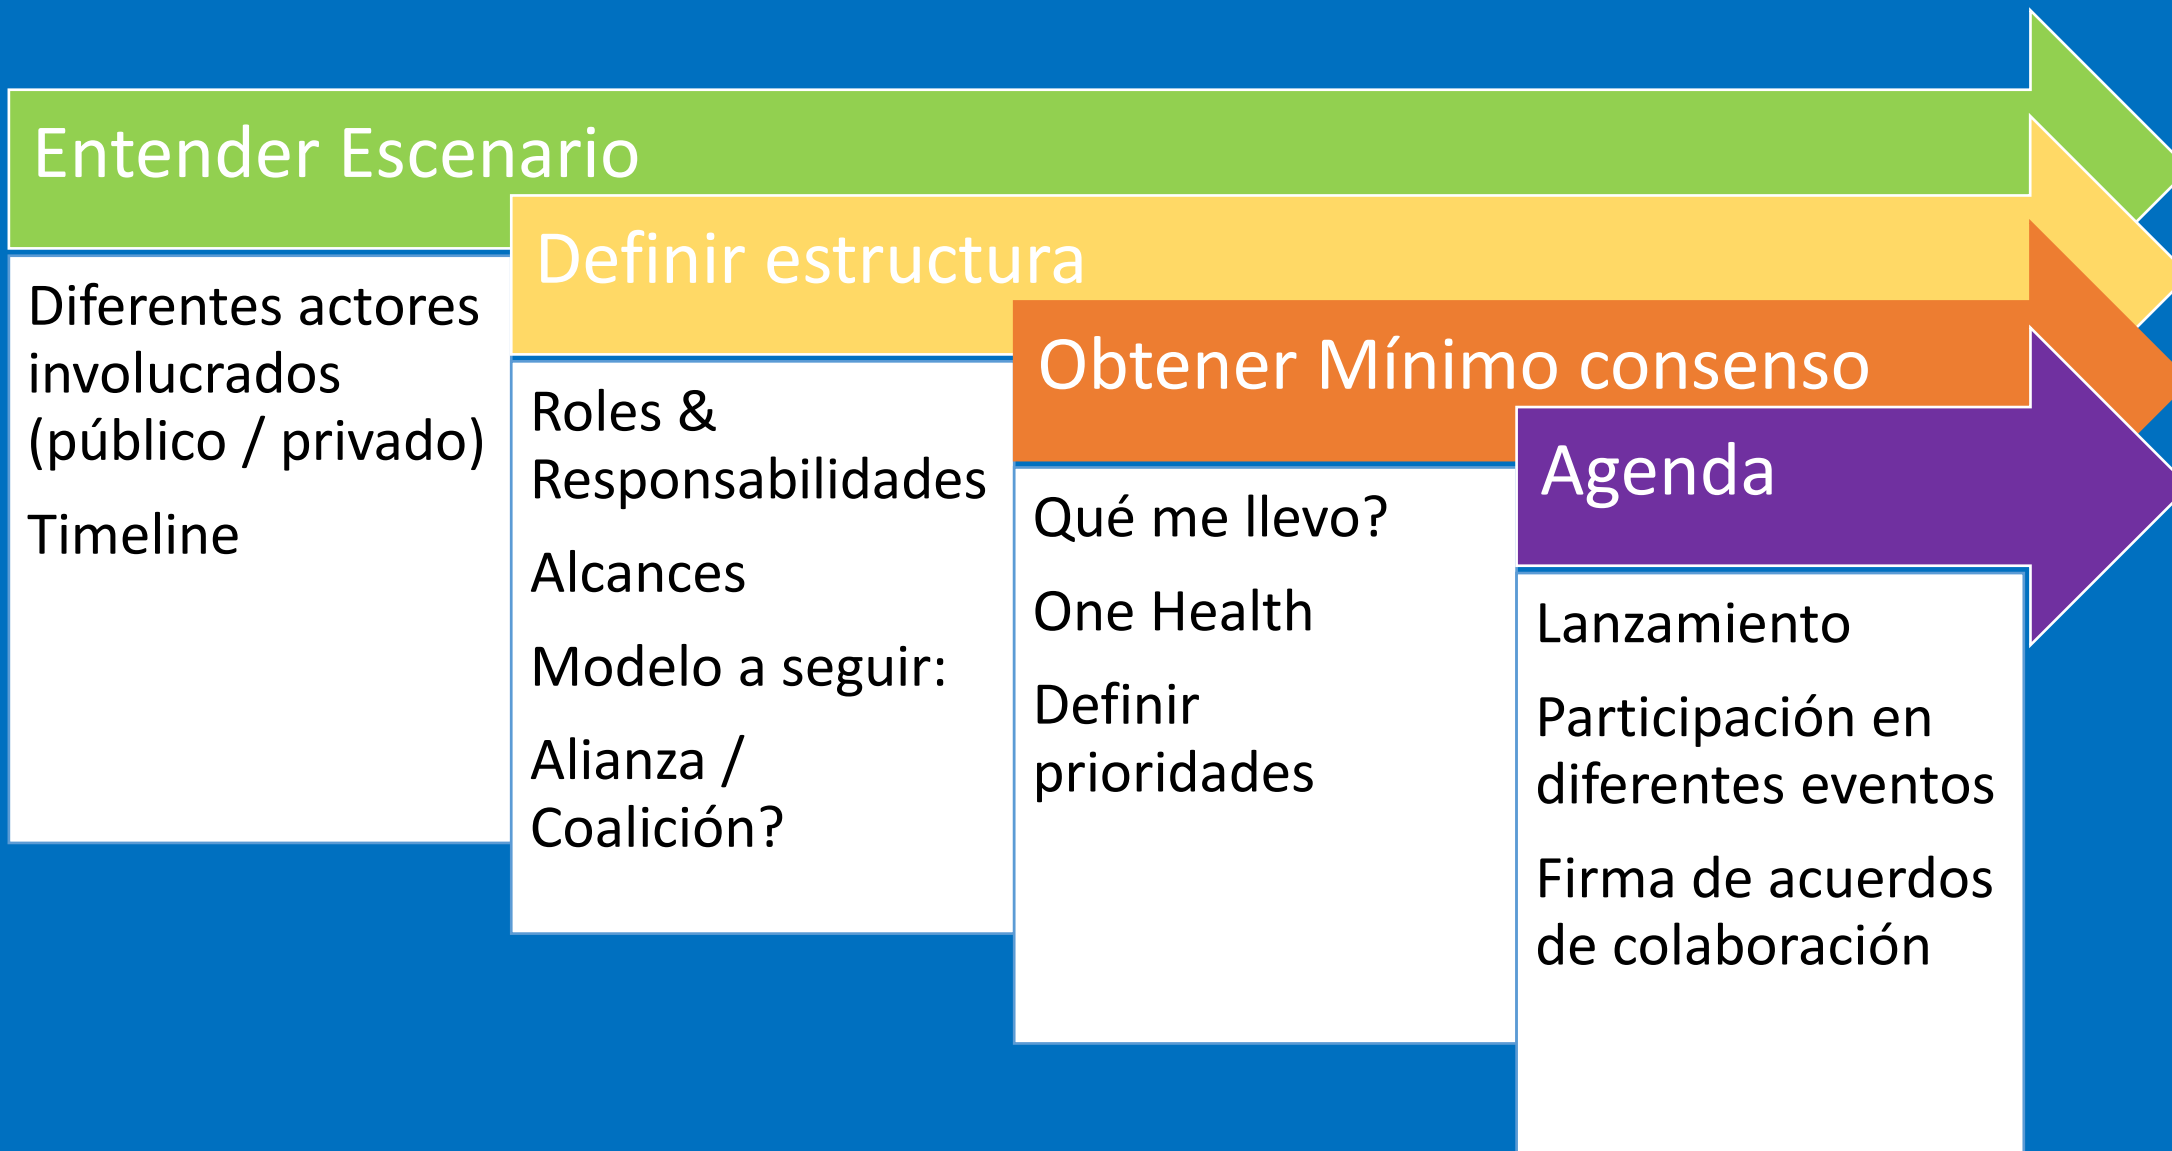 Entender Escenario
Diferentes actores
involucrados
(público / privado)
Timeline
Definir estructura
Roles &
Responsabilidades
Alcances
Modelo a seguir:
Alianza /
Coalición?
Obtener Mínimo consenso
Qué me llevo?
One Health
Definir
prioridades
Agenda
Lanzamiento
Participación en
diferentes eventos
Firma de acuerdos
de colaboración